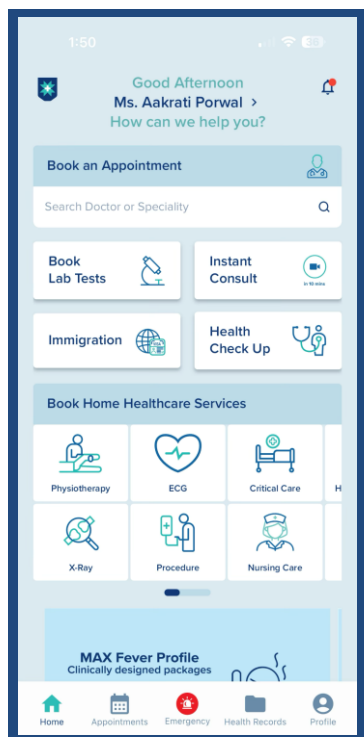 1:50
30
Good Afternoon
Ms. Aakrati Porwal >
How can we help you?
Book an Appointment
Search Doctor or Speciality
Book
Lab Tests
Instant
Consult
in 10 mins
Immigration
Health
Check Up
Book Home Healthcare Services
Physiotherapy
ECG
Critical Care
H
X-Ray
Procedure
Nursing Care
MAX Fever Profile
Clinically designed packages
Home
Appointments
Emergency
Health Records
Profile